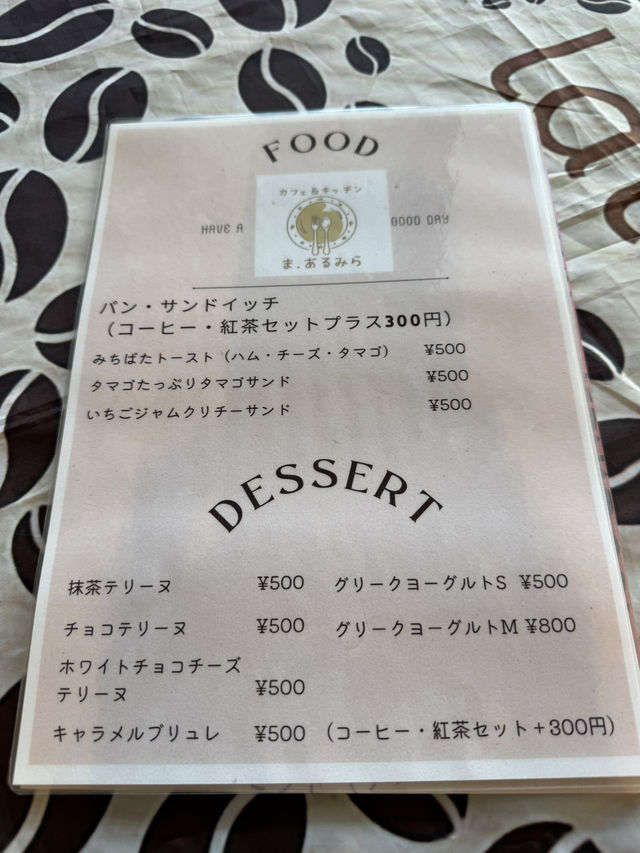 La
FOOD
カフェ&キッチン
HAVE A
GOOD DAY
ま、あるみら
パン・サンドイッチ
(コーヒー・紅茶セットプラス300円)
みちばたトースト(ハム・チーズ・タマゴ) ¥500
タマゴたっぷりタマゴサンド ¥500
いちごジャムクリチーサンド ¥500
DESSERT
抹茶テリーヌ ¥500 グリークヨーグルトS ¥500
チョコテリーヌ ¥500 グリークヨーグルトM ¥800
ホワイトチョコチーズ
テリーヌ ¥500
キャラメルブリュレ ¥500 (コーヒー・紅茶セット+300円)